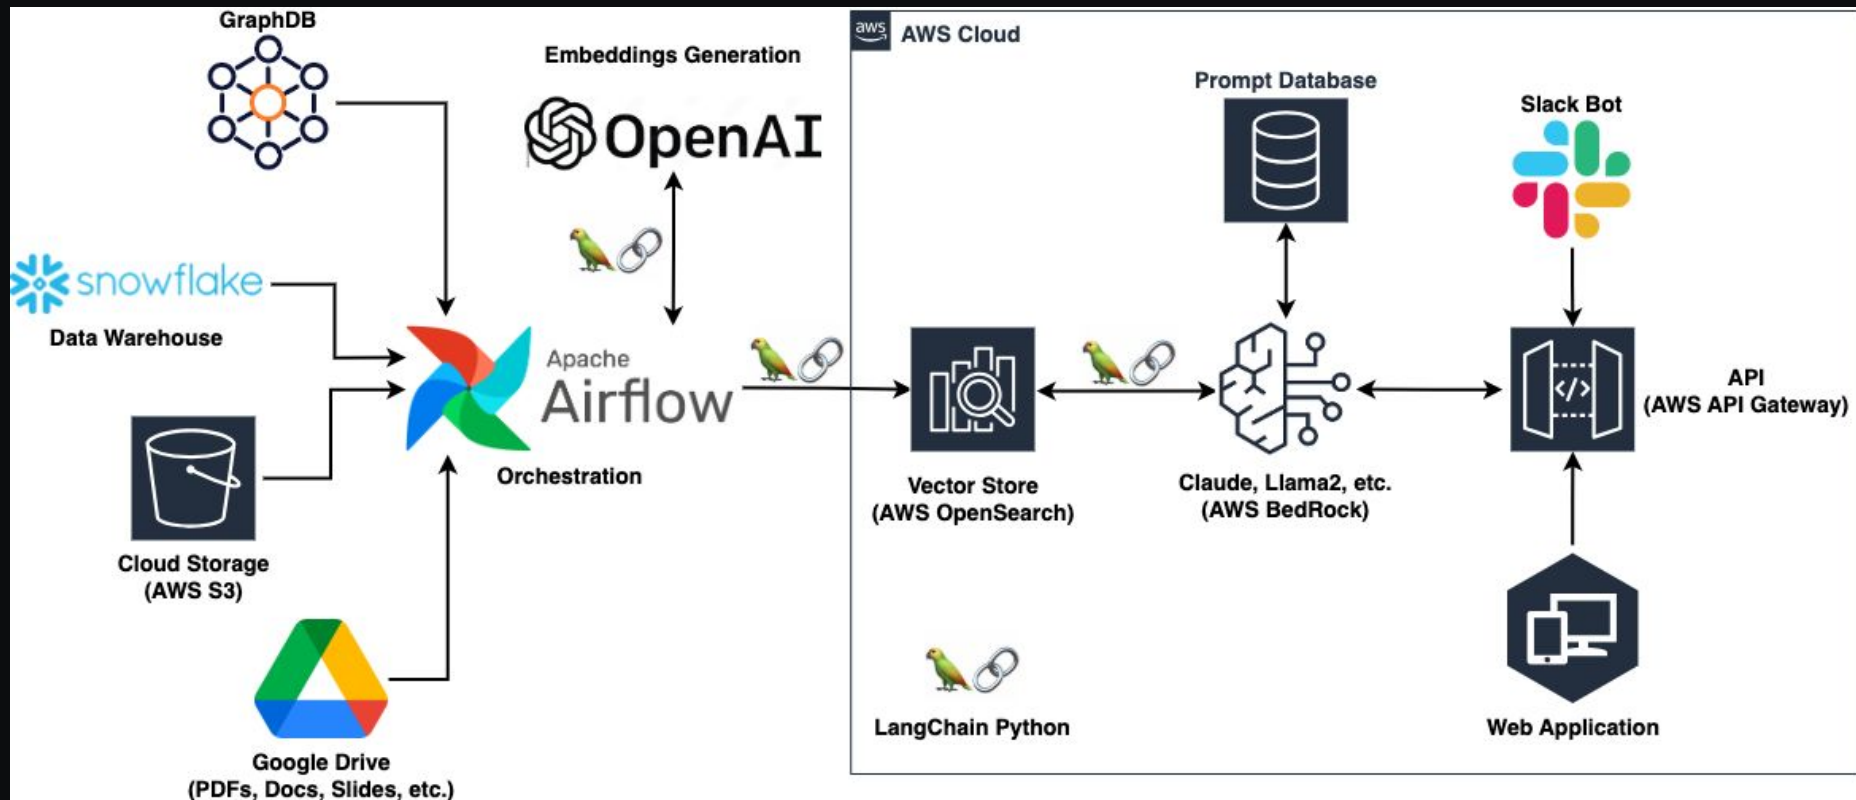 GraphDB
Embeddings Generation
OpenAI
snowflake
Data Warehouse
Cloud Storage
(AWS S3)
Google Drive
(PDFs, Docs, Slides, etc.)
Apache
Airflow
Orchestration
aws
AWS Cloud
Prompt Database
Slack Bot
Vector Store
(AWS OpenSearch)
Claude, Llama2, etc.
(AWS BedRock)
</>
API
(AWS API Gateway)
LangChain Python
Web Application